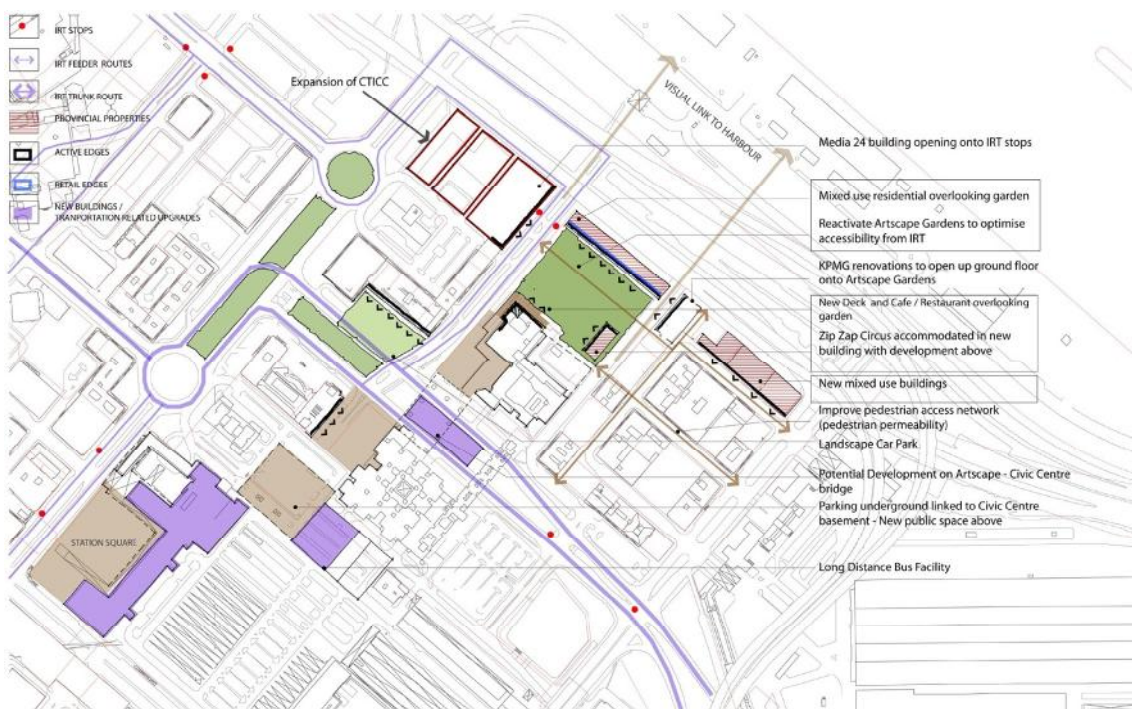 IRT STOPS
IRT FEEDER ROUTES
IRT TRUNK ROUTE
PROVINCIAL PROPERTIES
ACTIVE EDGES
RETAIL EDGES
NEW BUILDINGS /
TRANPORTATION RELATED UPGRADES
Expansion of CTICC
VISUAL LINK TO HARBOUR
STATION SQUARE
Media 24 building opening onto IRT stops
Mixed use residential overlooking garden
Reactivate Artscape Gardens to optimise
accessibility from IRT
KPMG renovations to open up ground floor
onto Artscape Gardens
New Deck and Cafe / Restaurant overlooking
garden
Zip Zap Circus accommodated in new
building with development above
New mixed use buildings
Improve pedestrian access network
(pedestrian permeability)
Landscape Car Park
Potential Development on Artscape - Civic Centre
bridge
Parking underground linked to Civic Centre
basement - New public space above
Long Distance Bus Facility